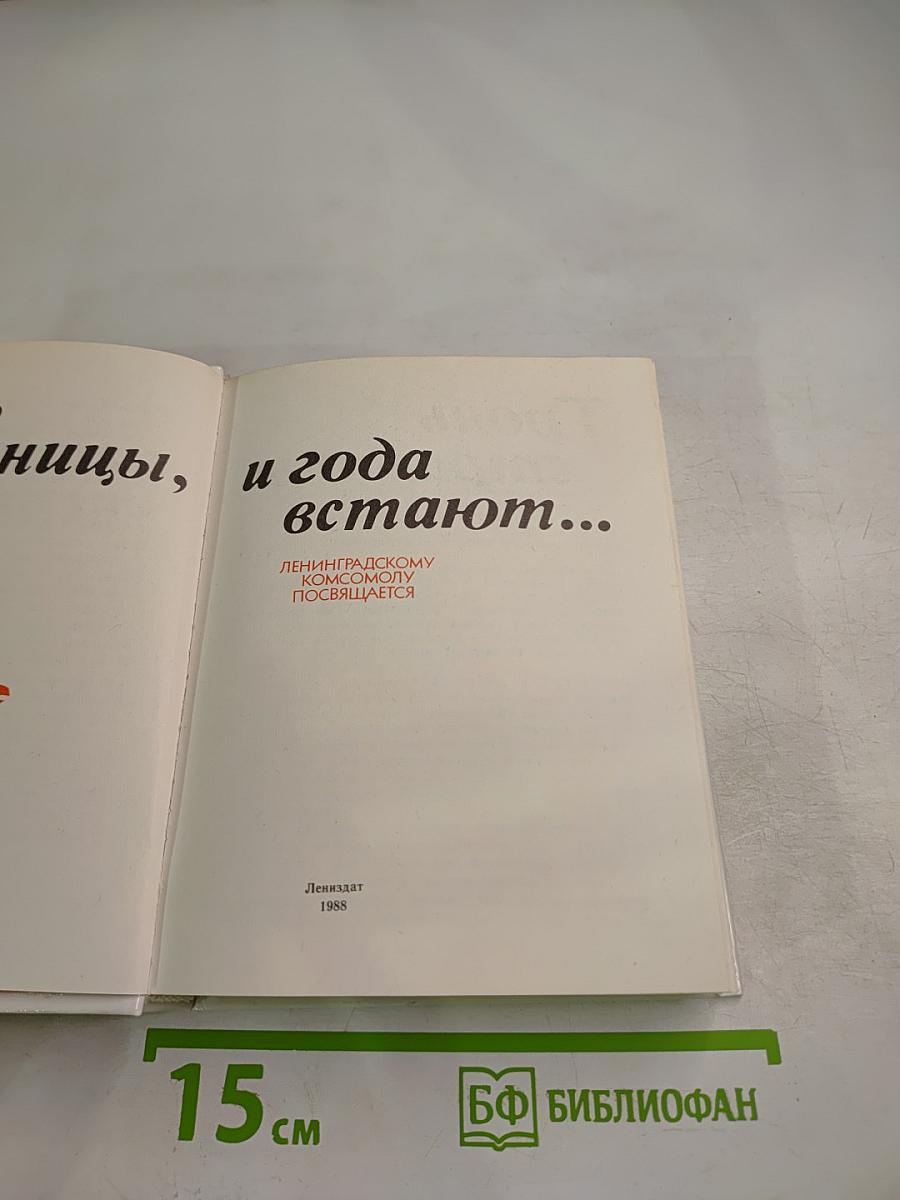 ницы,
и года
встают...
ЛЕНИНГРАДСКОМУ
КОМСОМОЛУ
ПОСВЯЩАЕТСЯ
Лениздат
1988
15 см
БФ БИБЛИОФАН